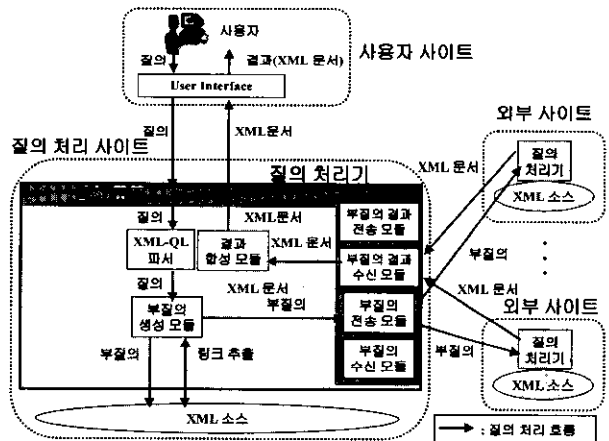 사용자
질의
결과(XML 문서)
사용자 사이트
User Interface
질의
XML문서
외부 사이트
질의 처리 사이트
질의 처리기
XML 문서
질의
처리기
XML 소스
질의
XML문서
부질의 결과
전송 모듈
XML-QL
파서
결과
합성 모듈
XML 문서
부질의 결과
수신 모듈
부질의
질의
XML 문서
XML 문서
부질의
생성 모듈
부질의
부질의
전송 모듈
외부 사이트
부질의
링크 추출
부질의
수신 모듈
부질의
질의
처리기
XML 소스
XML 소스
: 질의 처리 흐름